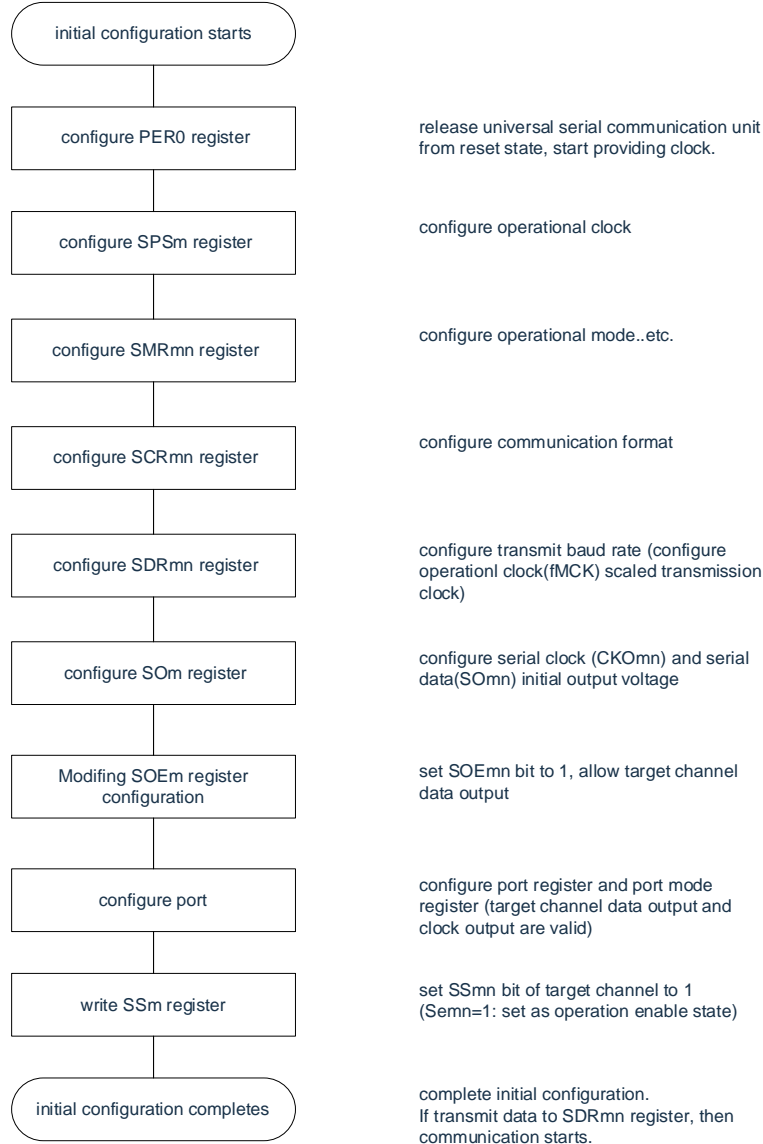 initial configuration starts
configure PER0 register
release universal serial communication unit
from reset state, start providing clock.
configure SPSm register
configure operational clock
configure SMRmn register
configure operational mode..etc.
configure SCRmn register
configure communication format
configure SDRmn register
configure transmit baud rate (configure
operationl clock(fMCK) scaled transmission
clock)
configure SOm register
configure serial clock (CKOmn) and serial
data(SOmn) initial output voltage
Modifing SOEm register
configuration
set SOEmn bit to 1, allow target channel
data output
configure port
configure port register and port mode
register (target channel data output and
clock output are valid)
write SSm register
set SSmn bit of target channel to 1
(Semn=1: set as operation enable state)
initial configuration completes
complete initial configuration.
If transmit data to SDRmn register, then
communication starts.